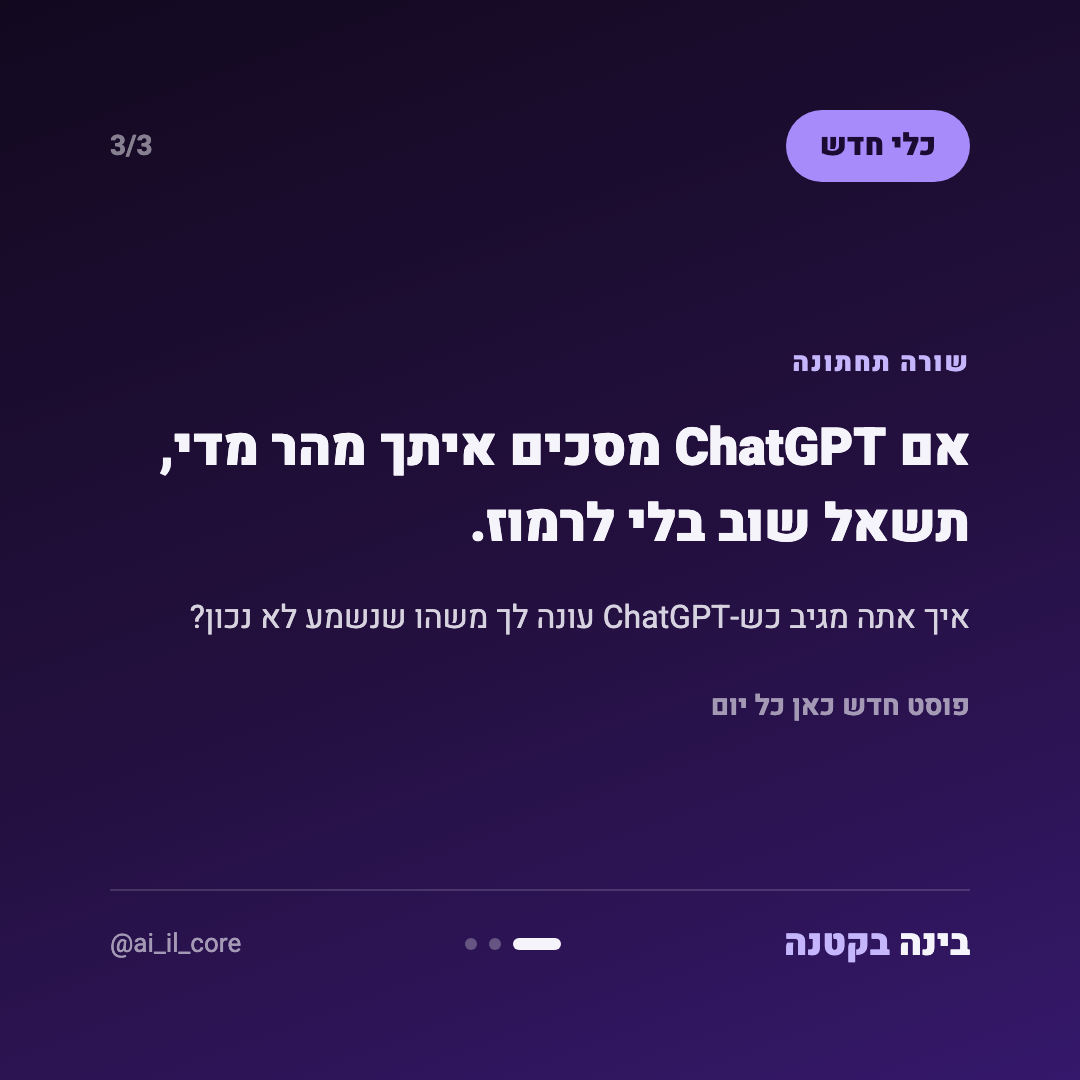 כלי חדש
3/3
שורה תחתונה
אם ChatGPT מסכים איתך מהר מדי,
תשאל שוב בלי לרמוז.
איך אתה מגיב כש-ChatGPT עונה לך משהו שנשמע לא נכון?
פוסט חדש כאן כל יום
בינה בקטנה
@ai_il_core